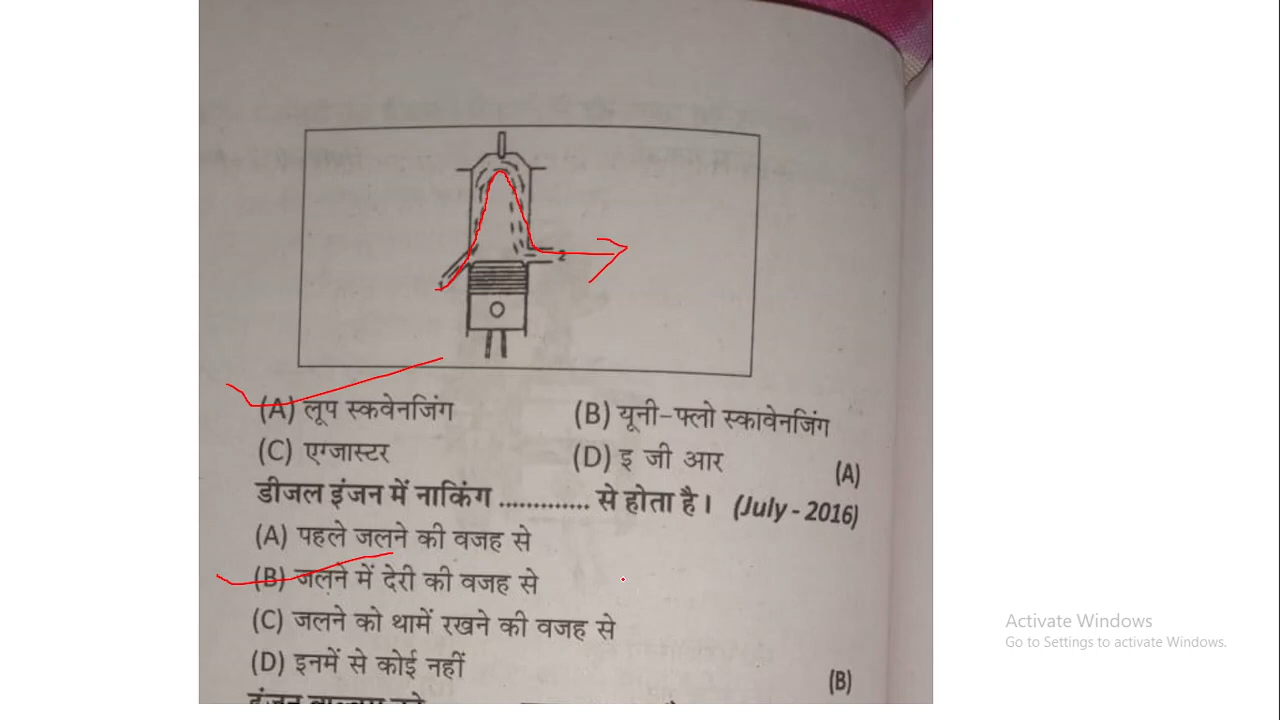 2
(A) लूप स्कवेनजिंग (B) यूनी-फ्लो स्कावेनजिंग
(C) एग्जास्टर (D) इ जी आर (A)
डीजल इंजन में नाकिंग ............. से होता है। (July - 2016)
(A) पहले जलने की वजह से
(B) जलने में देरी की वजह से
(C) जलने को थामें रखने की वजह से
(D) इनमें से कोई नहीं
(B)
Activate Windows
Go to Settings to activate Windows.